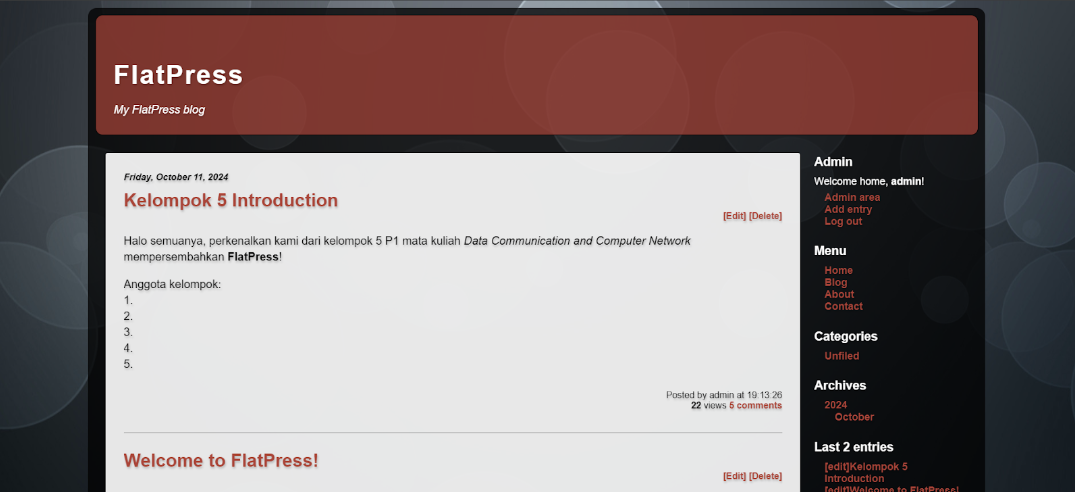 FlatPress
My FlatPress blog
Friday, October 11, 2024
Kelompok 5 Introduction
[Edit] [Delete]
Halo semuanya, perkenalkan kami dari kelompok 5 P1 mata kuliah Data Communication and Computer Network
mempersembahkan FlatPress!
Anggota kelompok:
1.
2.
3.
4.
5.
Posted by admin at 19:13:26
22 views 5 comments
Welcome to FlatPress!
[Edit] [Delete]
Admin
Welcome home, admin!
Admin area
Add entry
Log out
Menu
Home
Blog
About
Contact
Categories
Unfiled
Archives
2024
October
Last 2 entries
[edit]Kelompok 5
Introduction
[edit]Welcome to FlatPress!